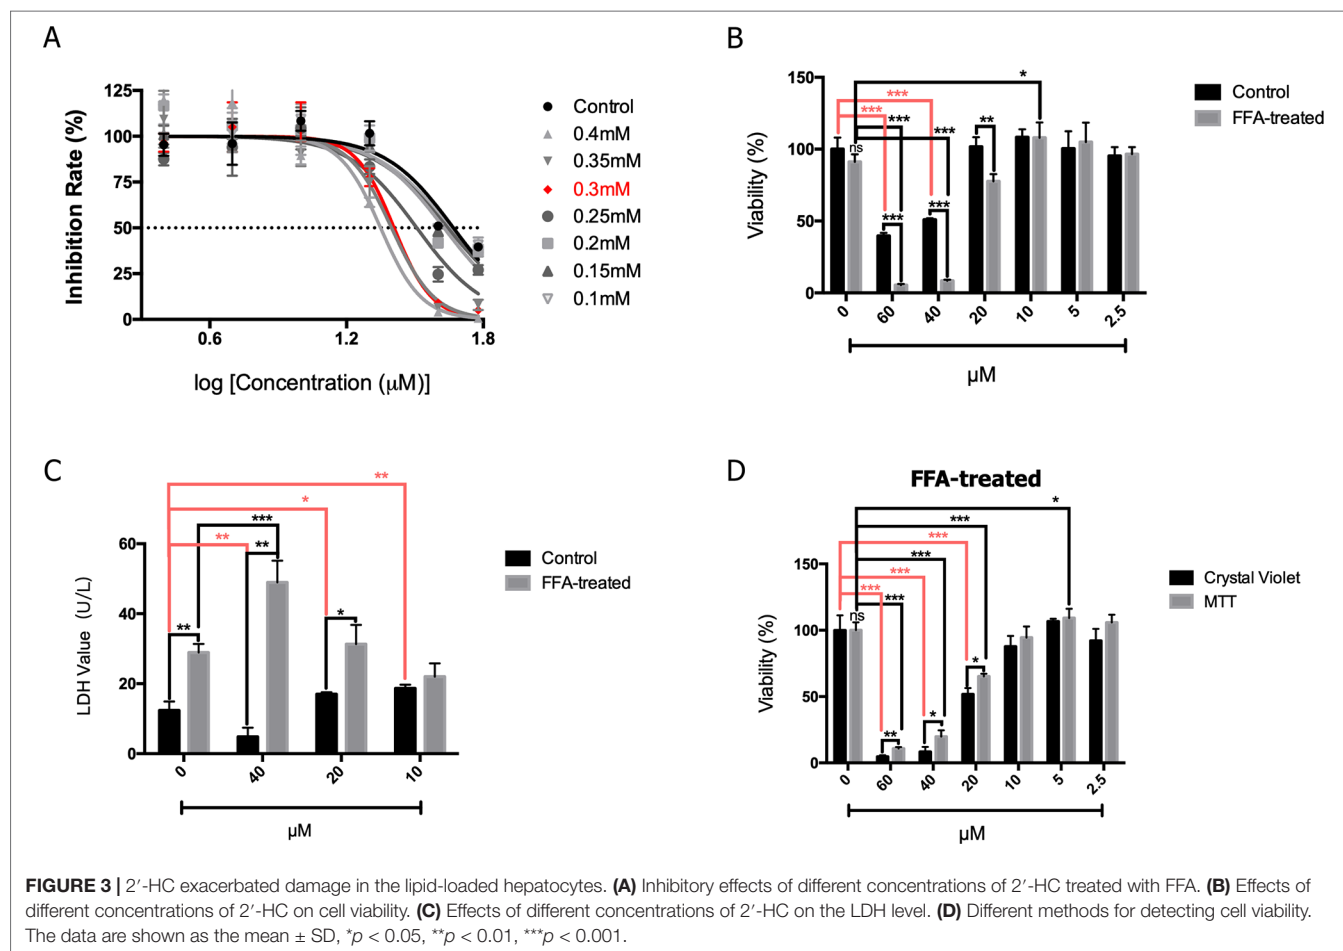 A
125
100
75
50
25
0
Inhibition Rate (%)
0.6
1.2
1.8
log [Concentration (μM)]
Control
0.4mM
0.35mM
0.3mM
0.25mM
0.2mM
0.15mM
0.1mM
B
150
100
50
0
Viability (%)
*
***
***
***
***
**
ns
***
***
0
60
40
20
10
5
2.5
μM
Control
FFA-treated
C
60
40
20
0
LDH Value (U/L)
**
*
***
**
**
**
*
0
40
20
10
μM
Control
FFA-treated
D
FFA-treated
150
100
50
0
Viability (%)
*
***
***
***
***
***
***
ns
*
*
**
0
60
40
20
10
5
2.5
μM
Crystal Violet
MTT
FIGURE 3 | 2′-HC exacerbated damage in the lipid-loaded hepatocytes. (A) Inhibitory effects of different concentrations of 2′-HC treated with FFA. (B) Effects of
different concentrations of 2′-HC on cell viability. (C) Effects of different concentrations of 2′-HC on the LDH level. (D) Different methods for detecting cell viability.
The data are shown as the mean ± SD, *p < 0.05, **p < 0.01, ***p < 0.001.